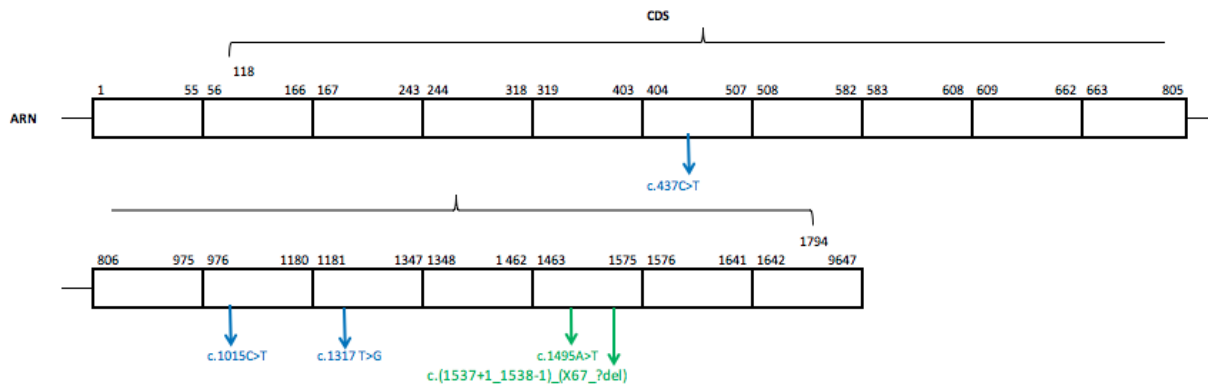 CDS
118
1 55 56 166 167 243 244 318 319 403 404 507 508 582 583 608 609 662 663 805
ARN
c.437C>T
1794
806 975 976 1180 1181 1347 1348 1 462 1463 1575 1576 1641 1642 9647
c.1015C>T c.1317 T>G c.1495A>T
c.(1537+1_1538-1)_(X67_?del)